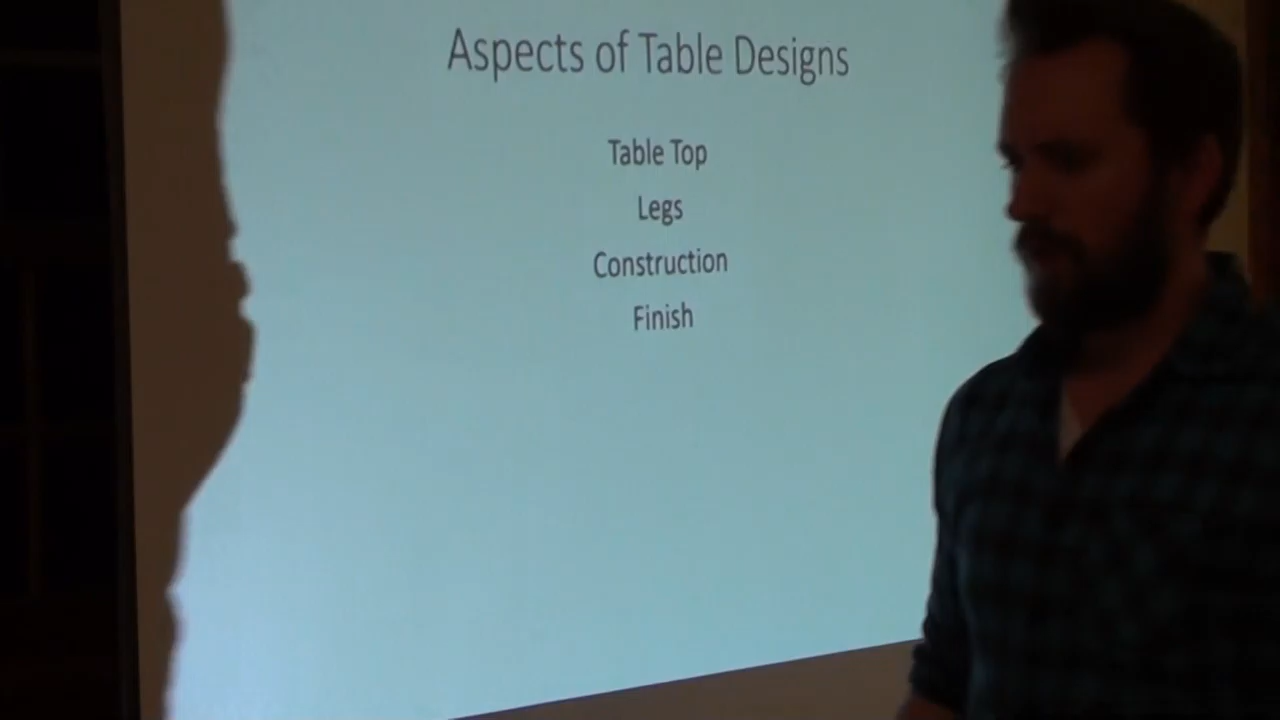 Aspects of Table Designs
Table Top
Legs
Construction
Finish